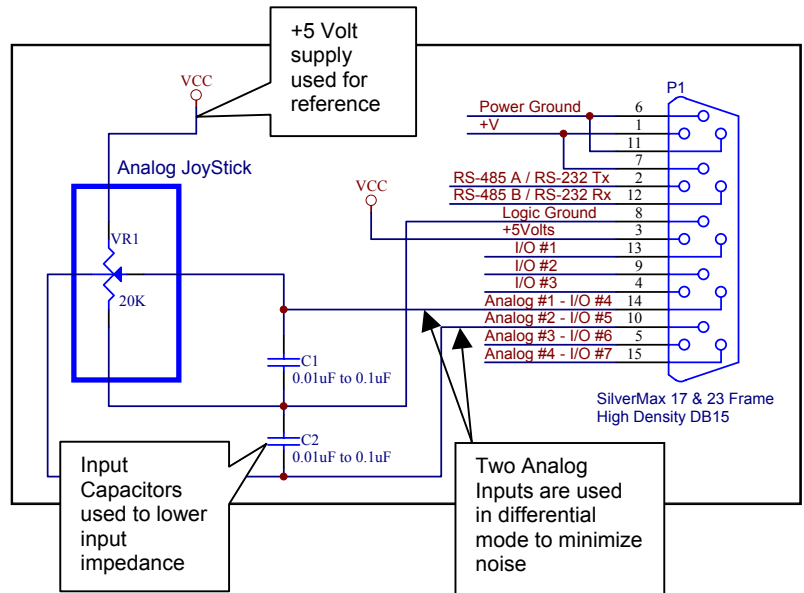 +5 Volt
supply
used for
reference
VCC
Analog JoyStick
VR1
20K
VCC
C1
0.01uF to 0.1uF
C2
0.01uF to 0.1uF
Input
Capacitors
used to lower
input
impedance
Two Analog
Inputs are used
in differential
mode to minimize
noise
P1
Power Ground 6
+V 1
11
7
RS-485 A / RS-232 Tx 2
RS-485 B / RS-232 Rx 12
Logic Ground 8
+5Volts 3
I/O #1 13
I/O #2 9
I/O #3 4
Analog #1 - I/O #4 14
Analog #2 - I/O #5 10
Analog #3 - I/O #6 5
Analog #4 - I/O #7 15
SilverMax 17 & 23 Frame
High Density DB15